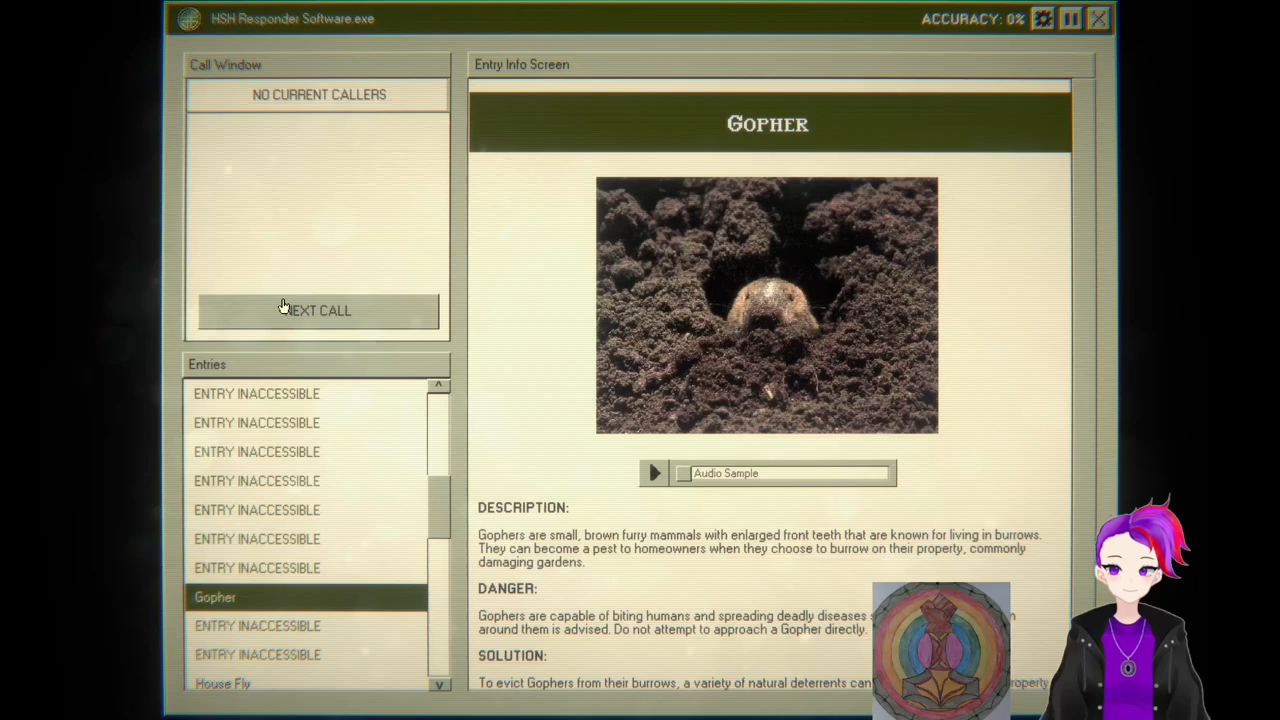 HSH Responder Software.exe
ACCURACY: 0%
Call Window
NO CURRENT CALLERS
NEXT CALL
Entries
ENTRY INACCESSIBLE
ENTRY INACCESSIBLE
ENTRY INACCESSIBLE
ENTRY INACCESSIBLE
ENTRY INACCESSIBLE
ENTRY INACCESSIBLE
ENTRY INACCESSIBLE
Gopher
ENTRY INACCESSIBLE
ENTRY INACCESSIBLE
House Fly
Entry Info Screen
GOPHER
Audio Sample
DESCRIPTION:
Gophers are small, brown furry mammals with enlarged front teeth that are known for living in burrows.
They can become a pest to homeowners when they choose to burrow on their property, commonly
damaging gardens.
DANGER:
Gophers are capable of biting humans and spreading deadly diseases
around them is advised. Do not attempt to approach a Gopher directly.
SOLUTION:
To evict Gophers from their burrows, a variety of natural deterrents can